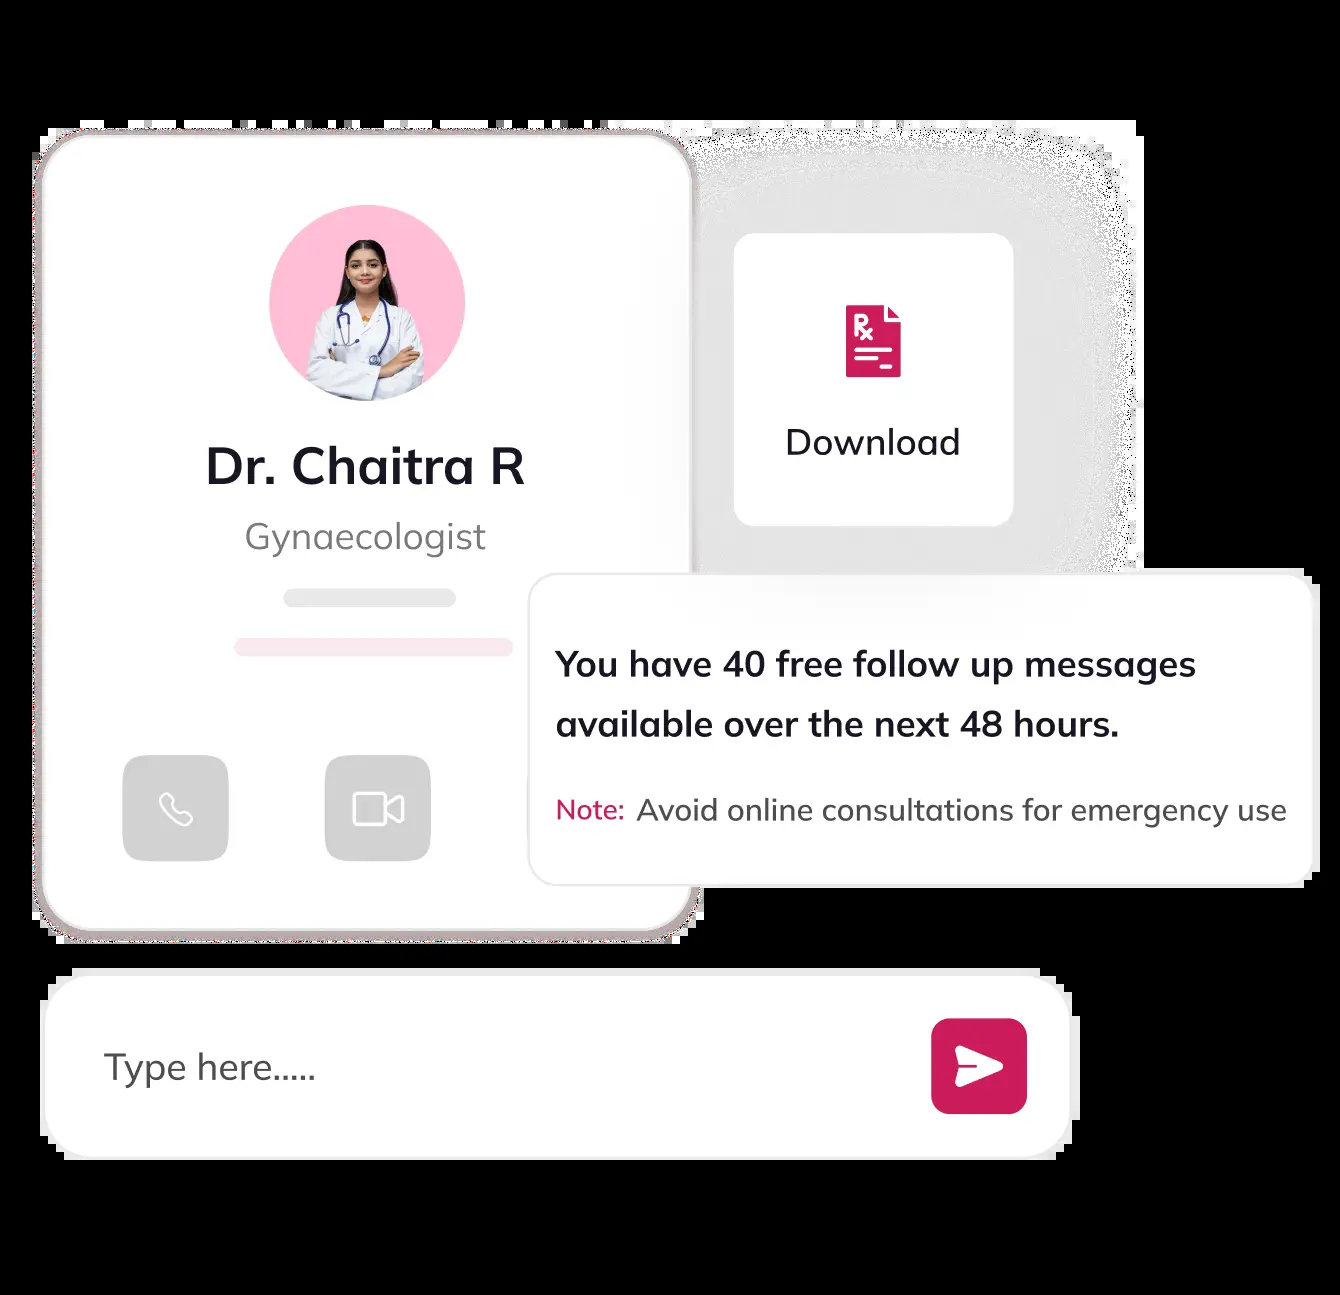 Dr. Chaitra R
Gynaecologist
Rx
Download
You have 40 free follow up messages
available over the next 48 hours.
Note: Avoid online consultations for emergency use
Type here.....